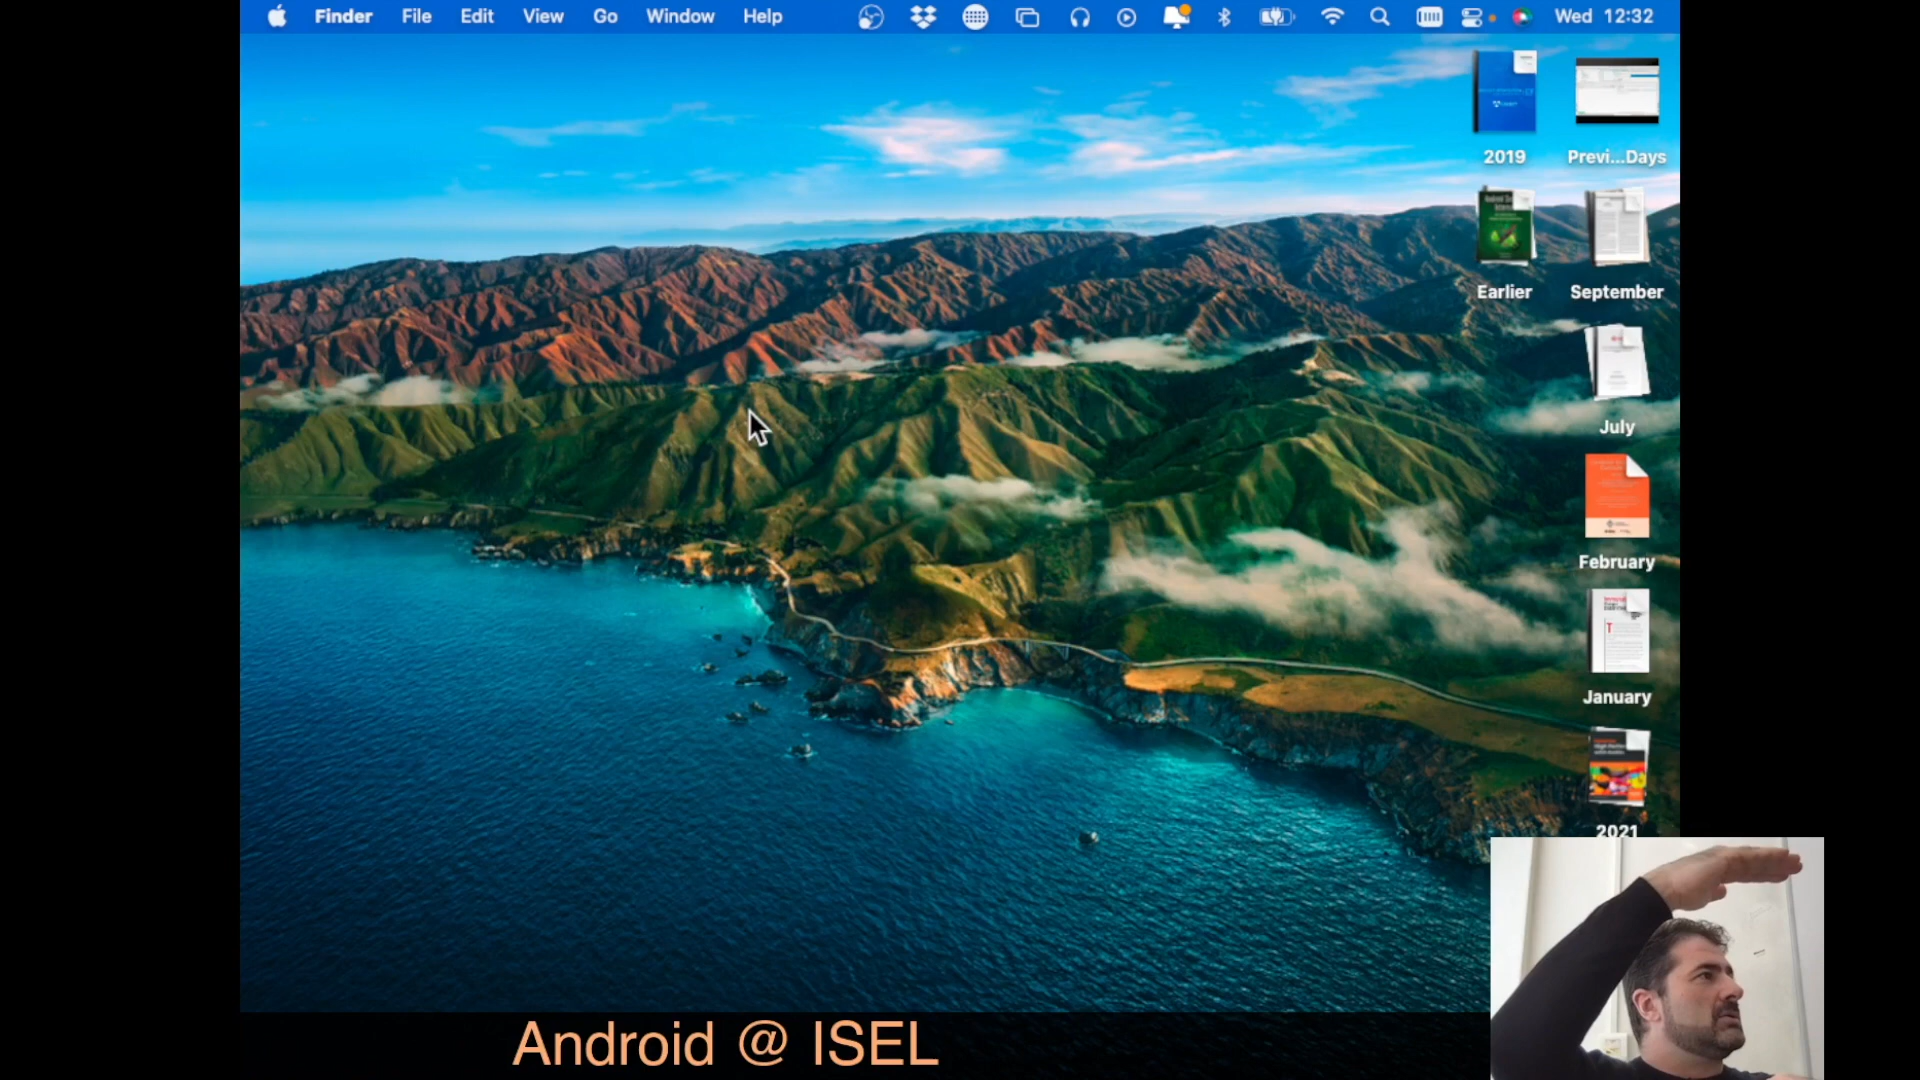 Finder File Edit View Go Window Help Wed 12:32
2019 Previ...Days
Earlier September
July
February
January
2021
Android @ ISEL